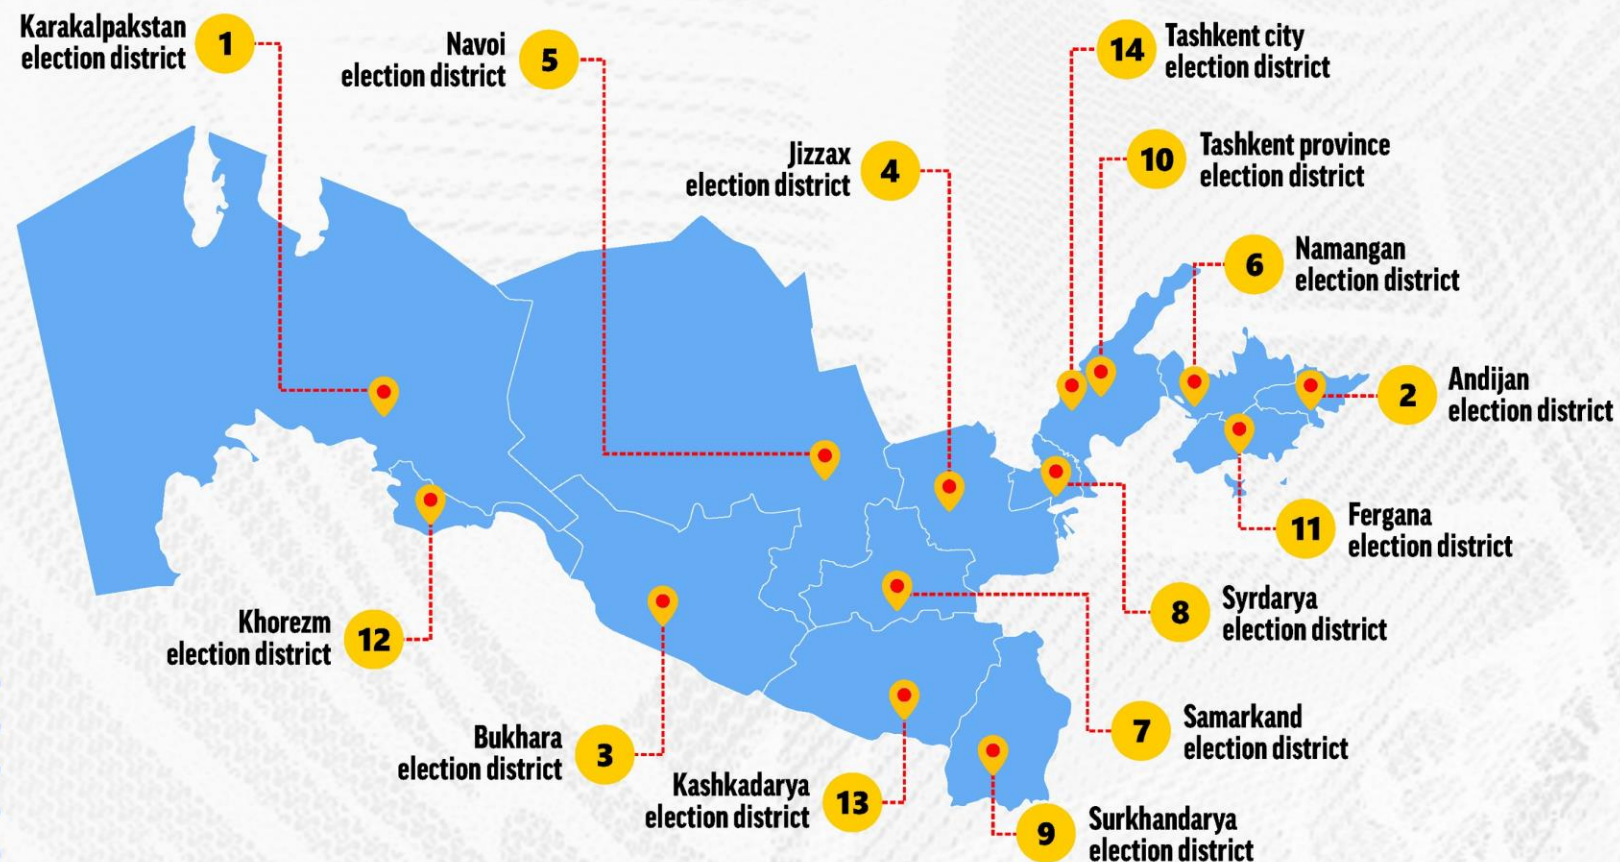 Karakalpakstan
election district
1
Navoi
election district
5
14
Tashkent city
election district
Jizzax
election district
4
10
Tashkent province
election district
6
Namangan
election district
2
Andijan
election district
11
Fergana
election district
8
Syrdarya
election district
Khorezm
election district
12
7
Samarkand
election district
Bukhara
election district
3
Kashkadarya
election district
13
9
Surkhandarya
election district